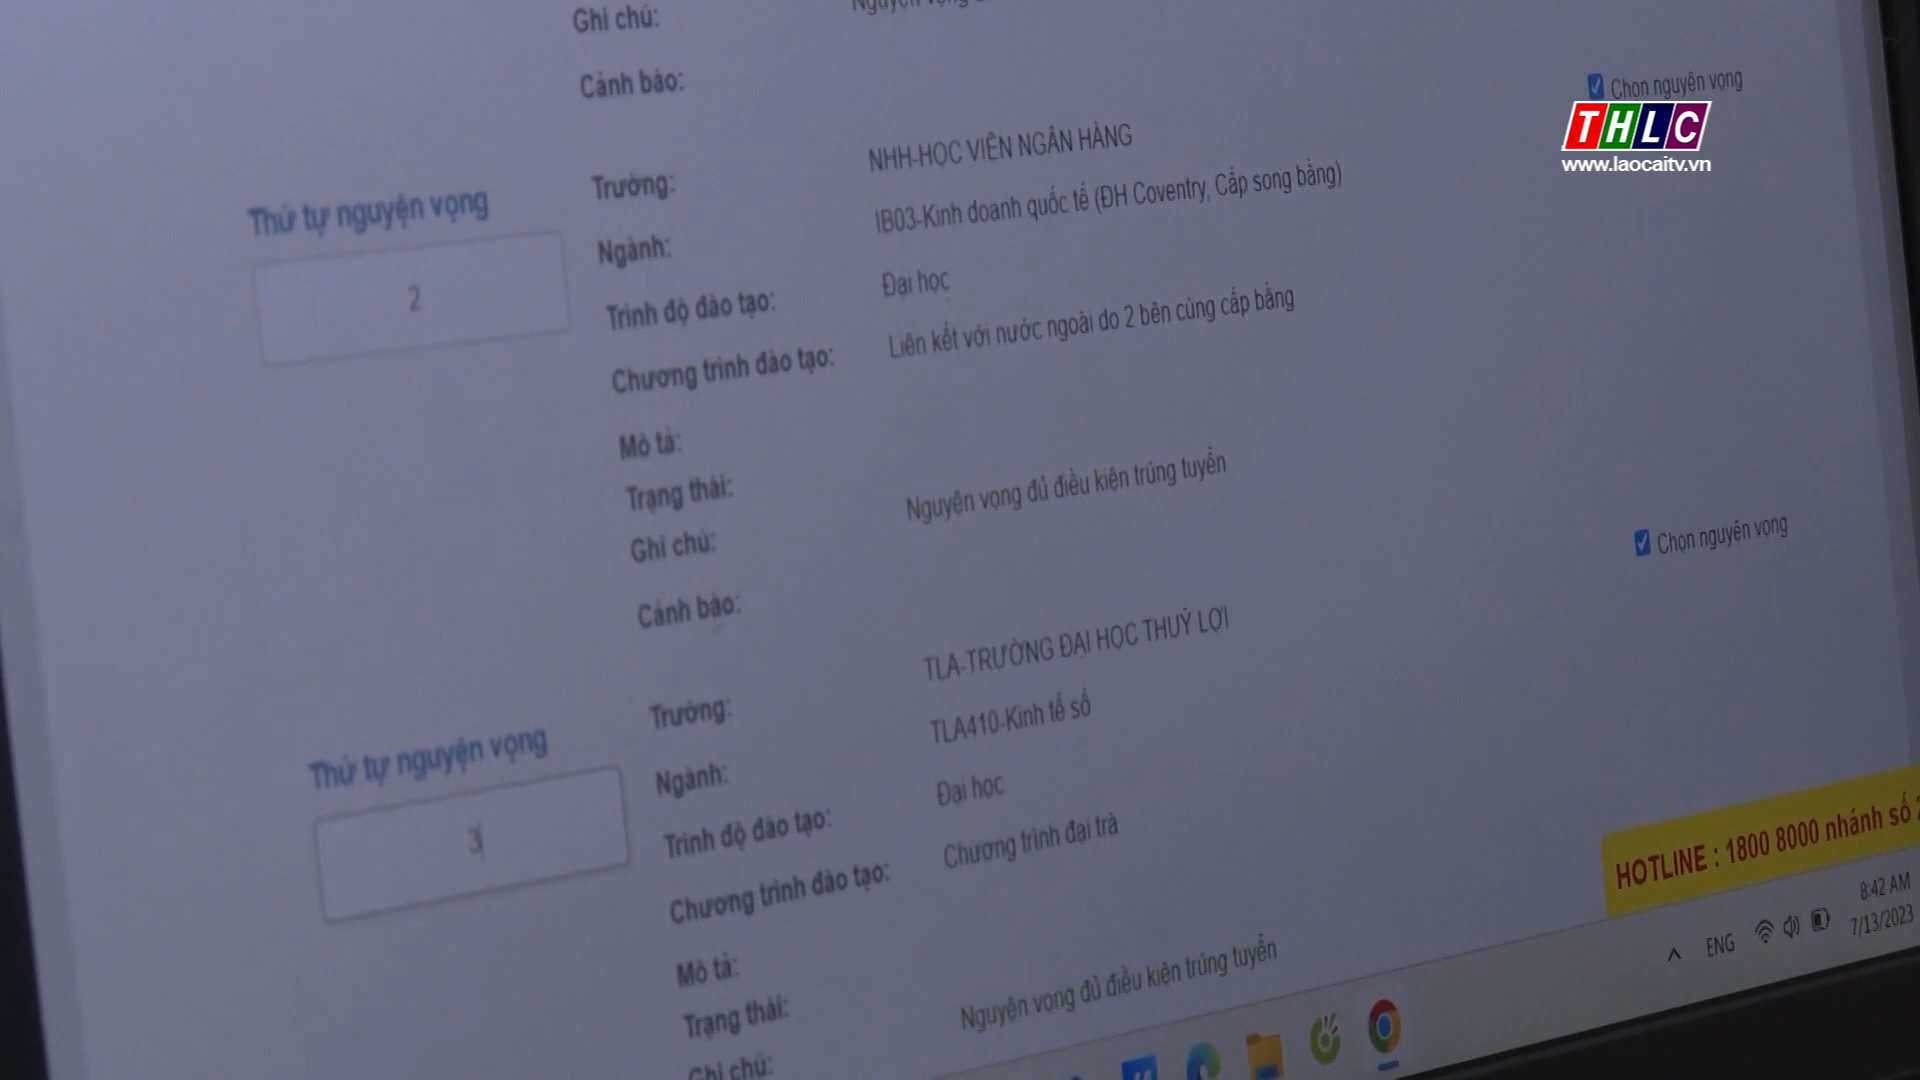 Ghi chú:
Cảnh báo:
Chọn nguyện vọng
THLC
www.laocaitv.vn
Thứ tự nguyện vọng
2
Trường:
NHH-HỌC VIỆN NGÂN HÀNG
Ngành:
IB03-Kinh doanh quốc tế (ĐH Coventry, Cấp song bằng)
Trình độ đào tạo:
Đại học
Chương trình đào tạo:
Liên kết với nước ngoài do 2 bên cùng cấp bằng
Mô tả:
Trạng thái:
Ghi chú:
Nguyện vọng đủ điều kiện trúng tuyển
Cảnh báo:
Chọn nguyện vọng
Thứ tự nguyện vọng
3
Trường:
TLA-TRƯỜNG ĐẠI HỌC THUỶ LỢI
Ngành:
TLA410-Kinh tế số
Trình độ đào tạo:
Đại học
Chương trình đào tạo:
Chương trình đại trà
Mô tả:
Trạng thái:
Ghi chú:
Nguyện vọng đủ điều kiện trúng tuyển
HOTLINE : 1800 8000 nhánh số 2
ENG
8:42 AM
7/13/2023